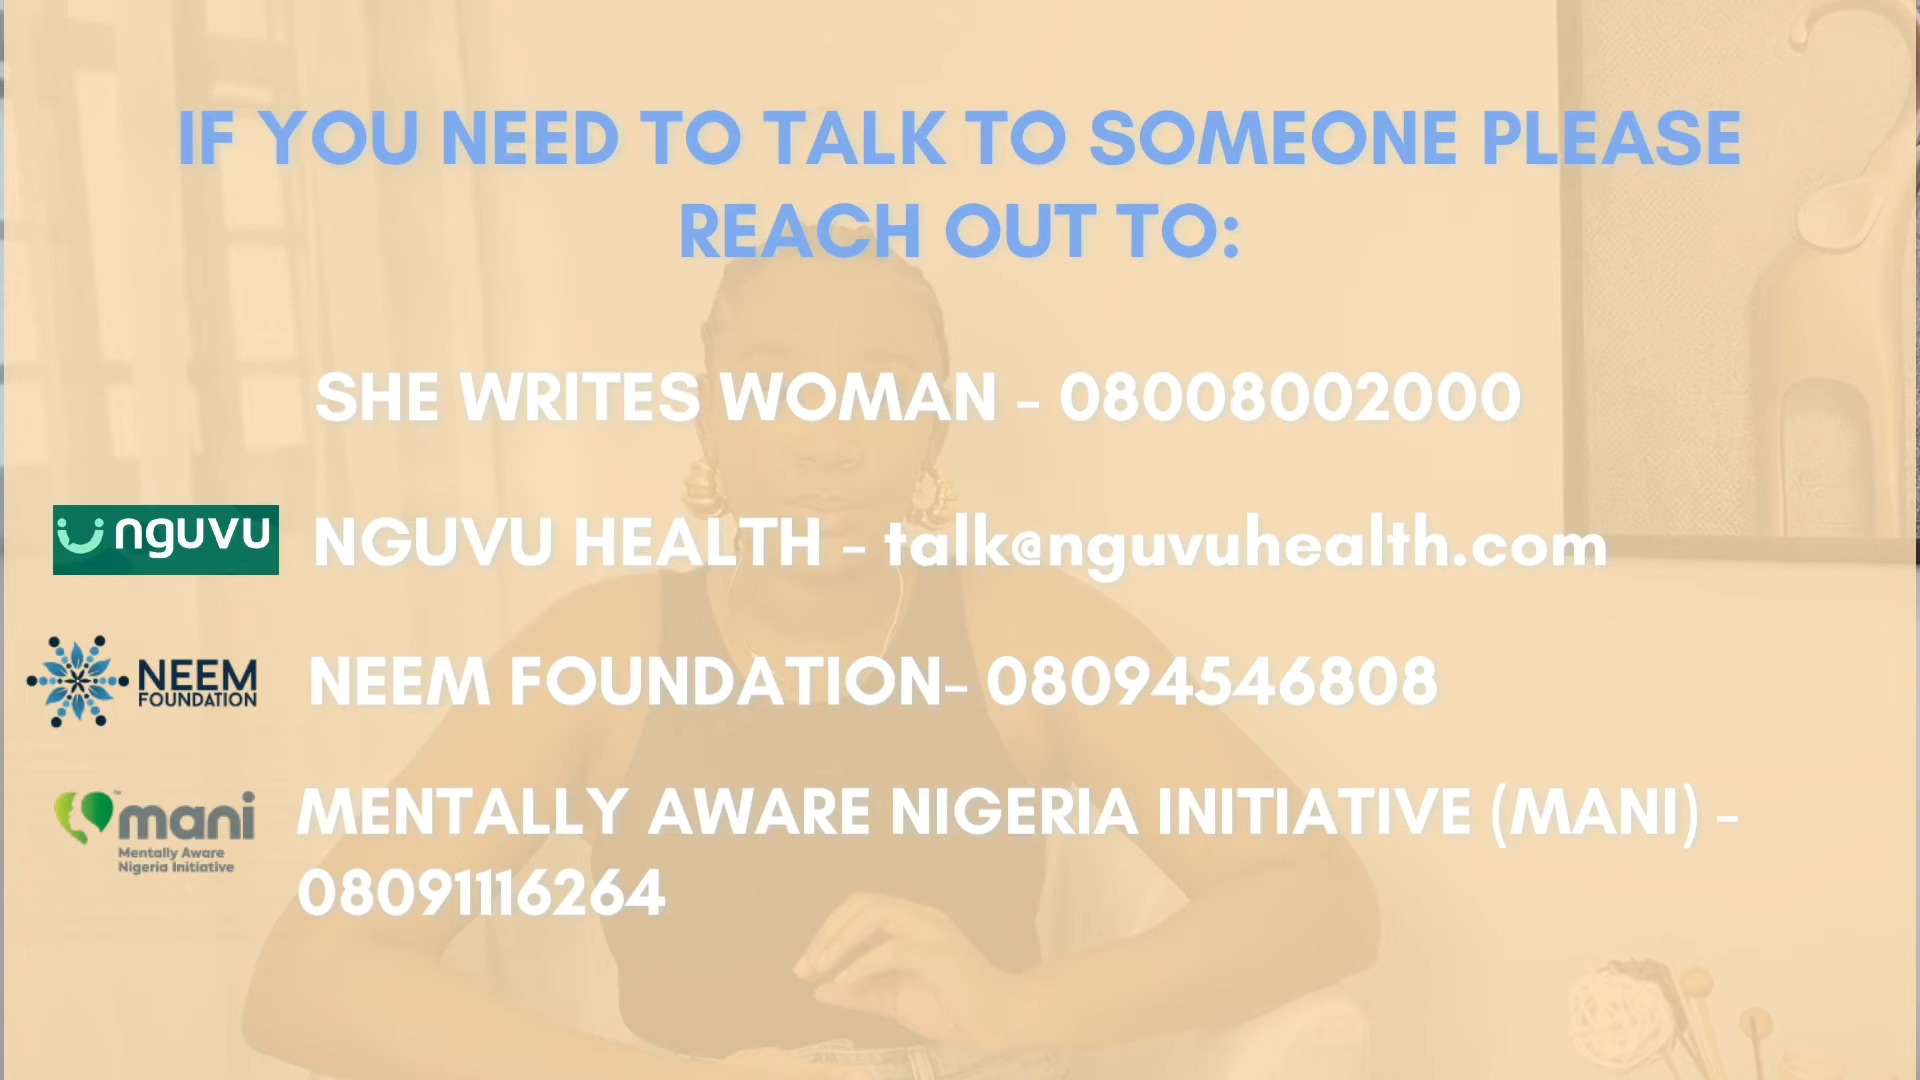 IF YOU NEED TO TALK TO SOMEONE PLEASE
REACH OUT TO:
SHE WRITES WOMAN - 08008002000
nguvu
NGUVU HEALTH - talk@nguvuhealth.com
NEEM
FOUNDATION
NEEM FOUNDATION- 08094546808
mani
Mentally Aware
Nigeria Initiative
MENTALLY AWARE NIGERIA INITIATIVE (MANI) -
08091116264